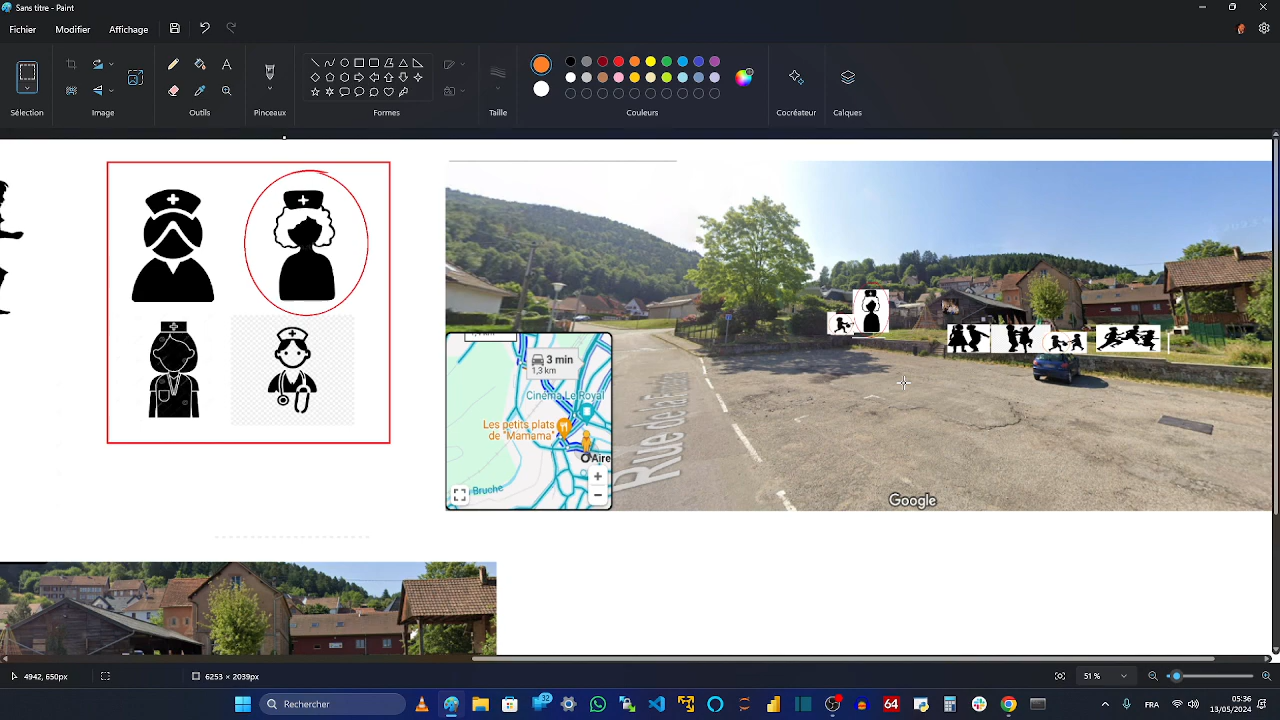 Sans titre - Paint
Fichier Modifier Affichage
Sélection Image Outils Pinceaux Formes Taille Couleurs Cocréateur Calques
3 min
1,3 km
Cinéma Le Royal
Les petits plats
de "Mamama"
Aire
Bruche
Rue de la
Google
4942, 650px
6253 × 2039px
51 %
Rechercher
32
64
FRA
05:36
13/05/2024